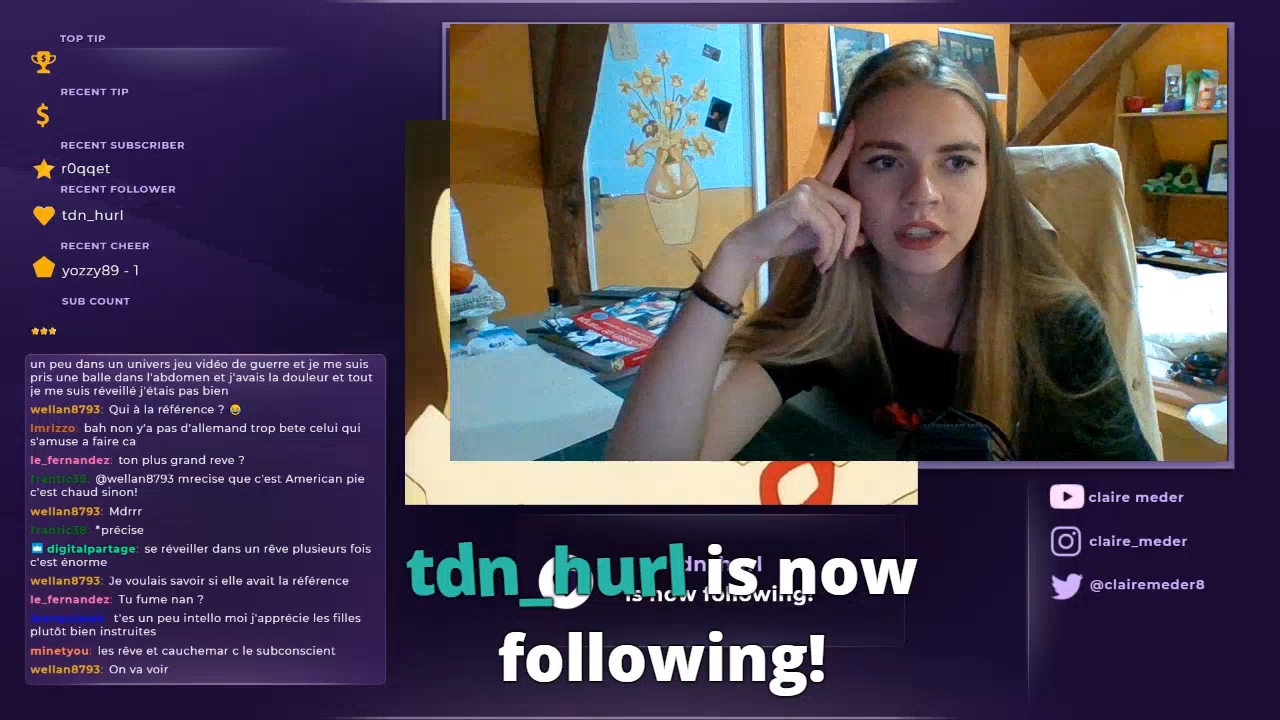 TOP TIP
RECENT TIP
RECENT SUBSCRIBER
r0qqet
RECENT FOLLOWER
tdn_hurl
RECENT CHEER
yozzy89 - 1
SUB COUNT
un peu dans un univers jeu vidéo de guerre et je me suis
pris une balle dans l'abdomen et j'avais la douleur et tout
je me suis réveillé j'étais pas bien
wellan8793: Qui à la référence ? 😂
lmrizzo: bah non y'a pas d'allemand trop bete celui qui
s'amuse a faire ca
le_fernandez: ton plus grand reve ?
frantic38: @wellan8793 mrecise que c'est American pie
c'est chaud sinon!
wellan8793: Mdrrr
frantic38: *précise
digitalpartage: se réveiller dans un rêve plusieurs fois
c'est énorme
wellan8793: Je voulais savoir si elle avait la référence
le_fernandez: Tu fume nan ?
t'es un peu intello moi j'apprécie les filles
plutôt bien instruites
minetyou: les rêve et cauchemar c le subconscient
wellan8793: On va voir
tdn_hurl is now
following!
is now following!
claire meder
claire_meder
@clairemeder8